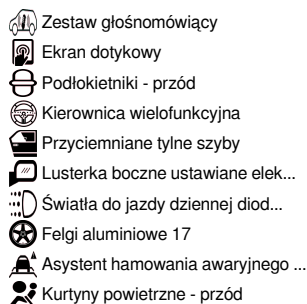 Zestaw głośnomówiący
Ekran dotykowy
Podłokietniki - przód
Kierownica wielofunkcyjna
Przyciemniane tylne szyby
Lusterka boczne ustawiane elek...
Światła do jazdy dziennej diod...
Felgi aluminiowe 17
Asystent hamowania awaryjnego ...
Kurtyny powietrzne - przód